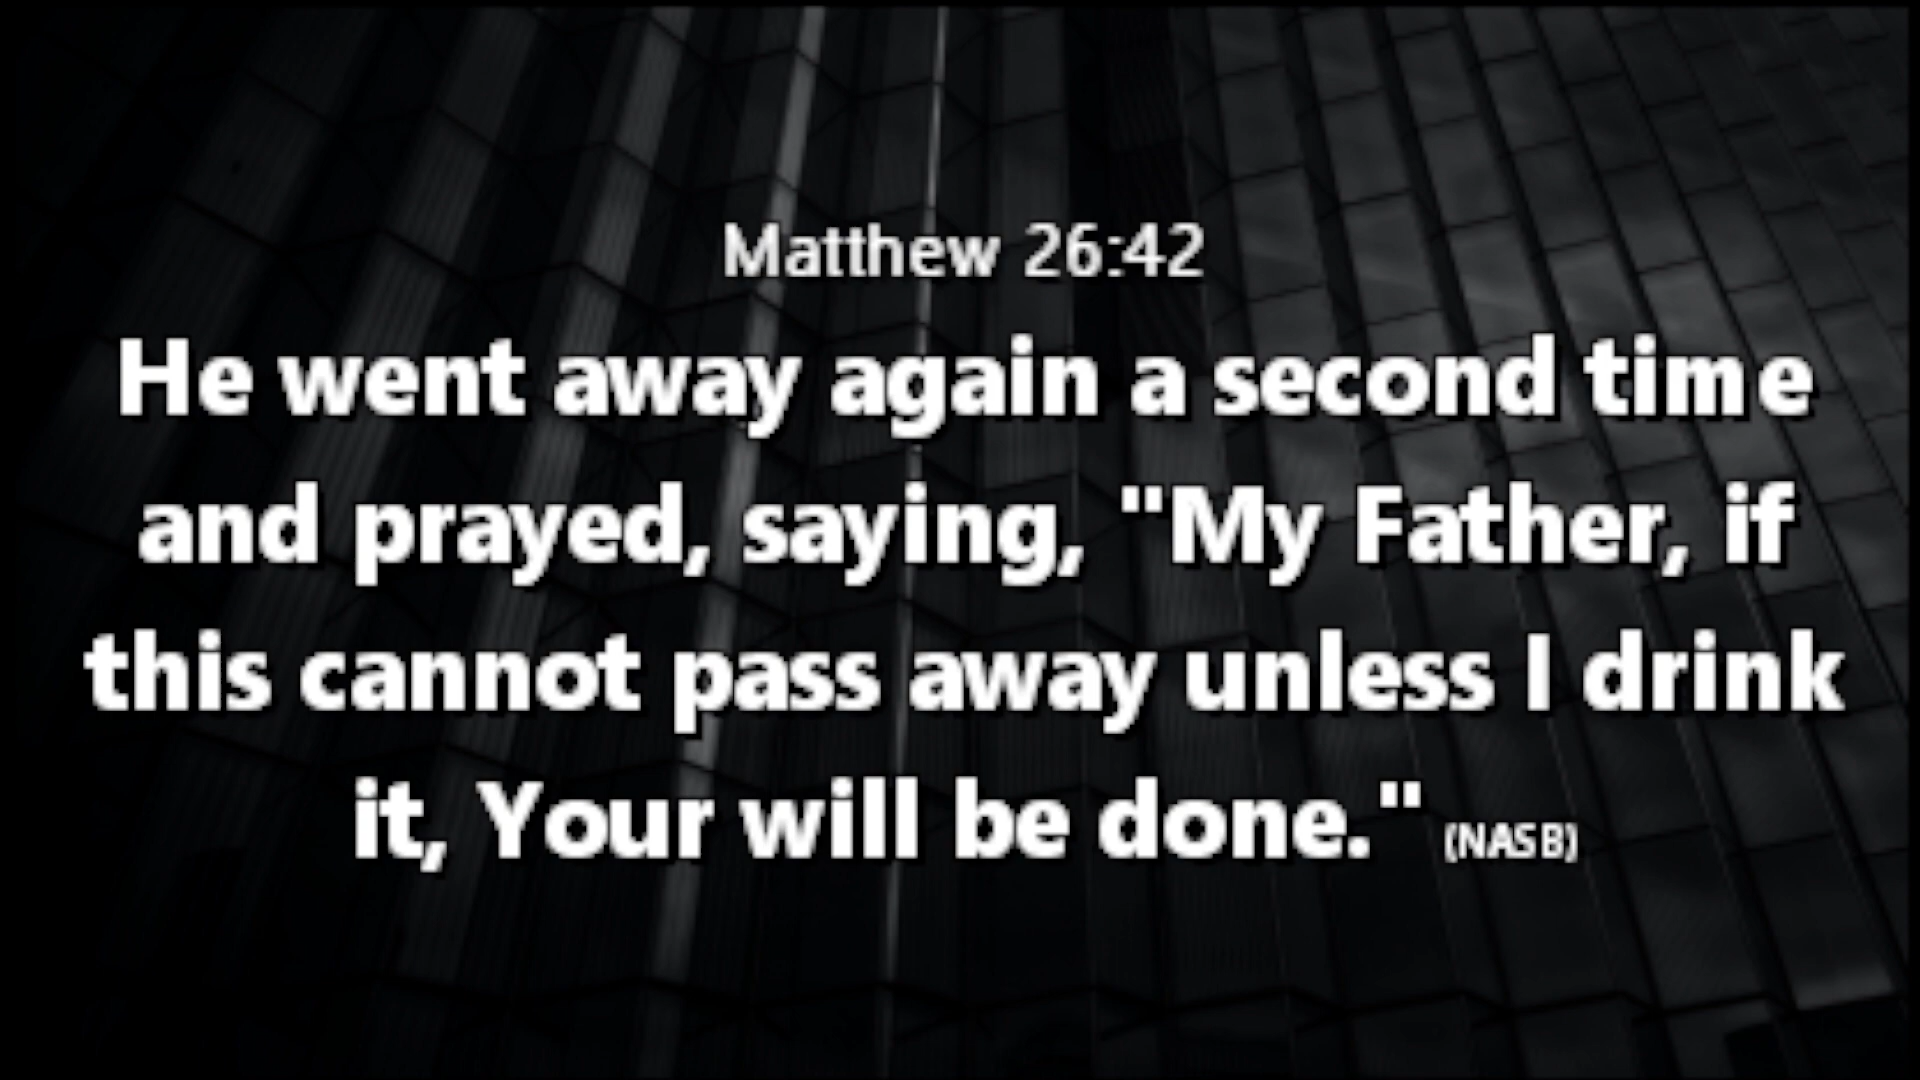 Matthew 26:42
He went away again a second time
and prayed, saying, "My Father, if
this cannot pass away unless I drink
it, Your will be done." (NASB)